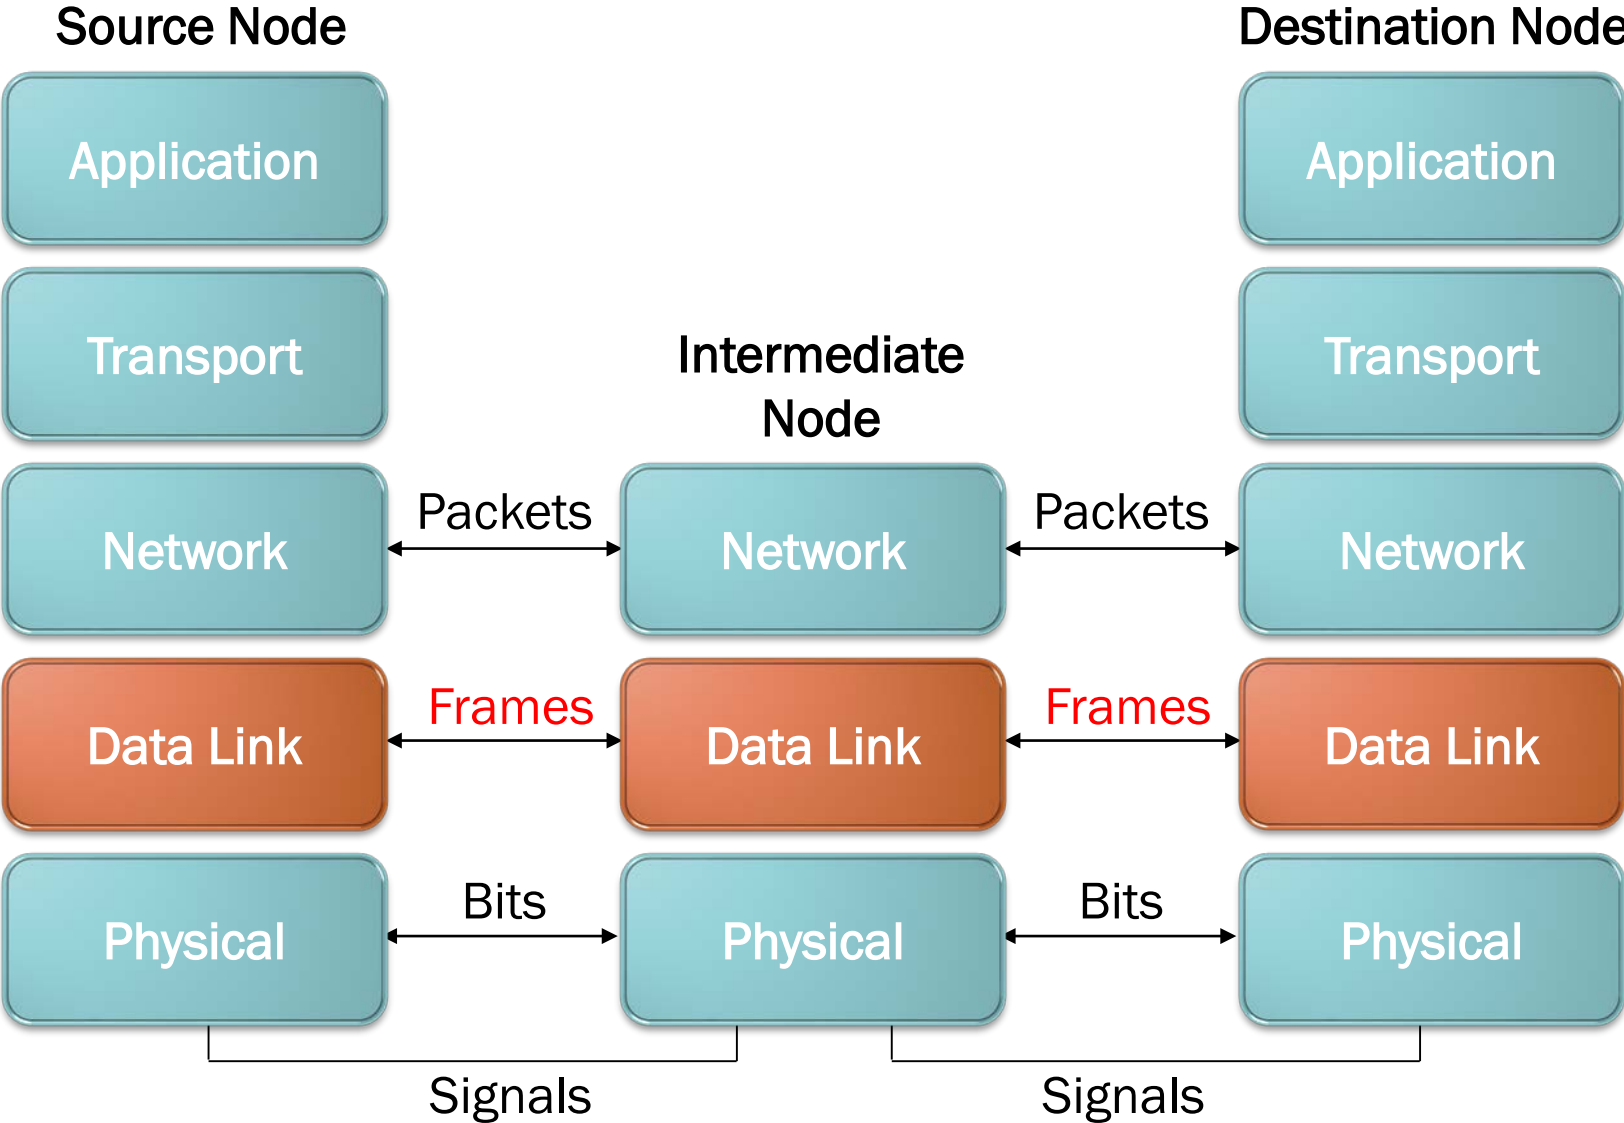 Source Node
Destination Node
Application
Application
Transport
Intermediate
Node
Transport
Network
Packets
Network
Packets
Network
Data Link
Frames
Data Link
Frames
Data Link
Physical
Bits
Physical
Bits
Physical
Signals
Signals